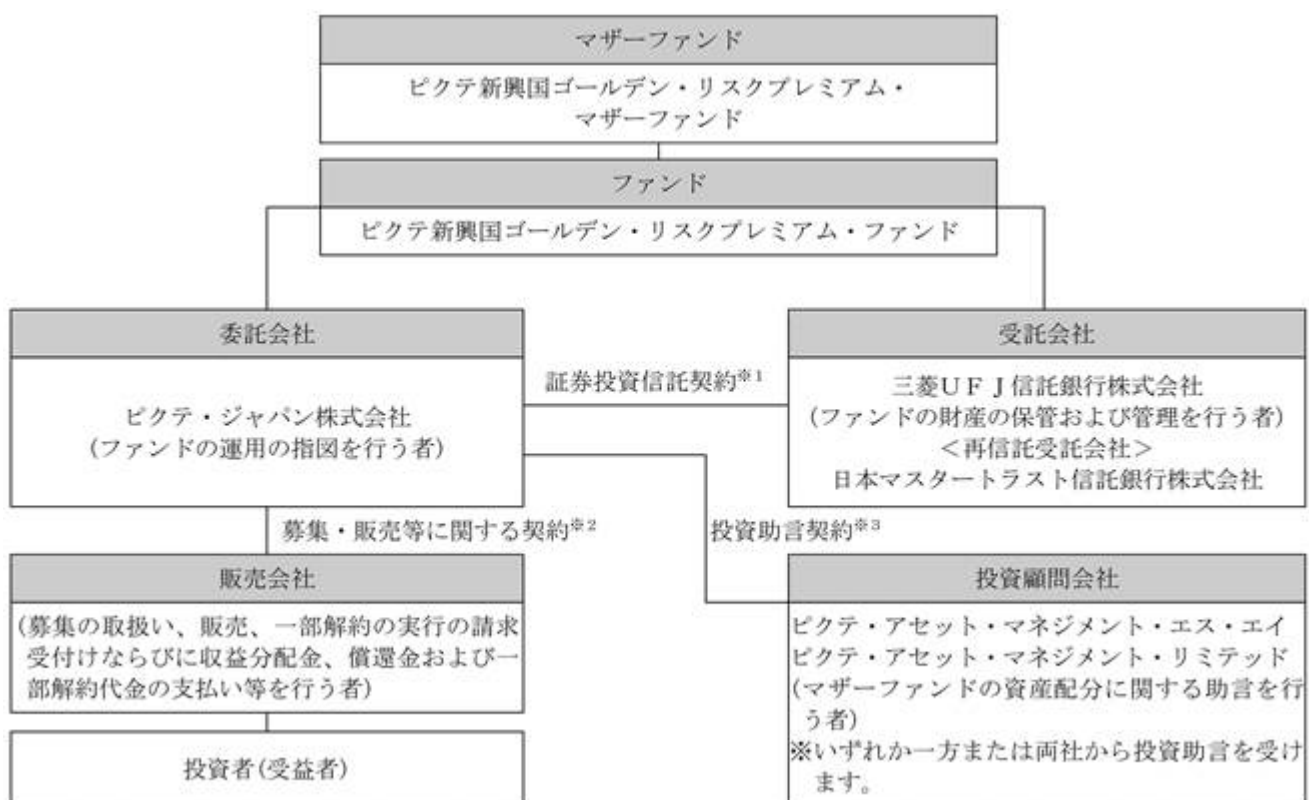 マザーファンド
ピクテ新興国ゴールデン・リスクプレミアム・
マザーファンド
ファンド
ピクテ新興国ゴールデン・リスクプレミアム・ファンド
委託会社
ピクテ・ジャパン株式会社
(ファンドの運用の指図を行う者)
証券投資信託契約※1
受託会社
三菱UFJ信託銀行株式会社
(ファンドの財産の保管および管理を行う者)
<再信託受託会社>
日本マスタートラスト信託銀行株式会社
募集・販売等に関する契約※2
投資助言契約※3
販売会社
(募集の取扱い、販売、一部解約の実行の請求
受付けならびに収益分配金、償還金および一
部解約代金の支払い等を行う者)
投資者(受益者)
投資顧問会社
ピクテ・アセット・マネジメント・エス・エイ
ピクテ・アセット・マネジメント・リミテッド
(マザーファンドの資産配分に関する助言を行
う者)
※いずれか一方または両社から投資助言を受け
ます。